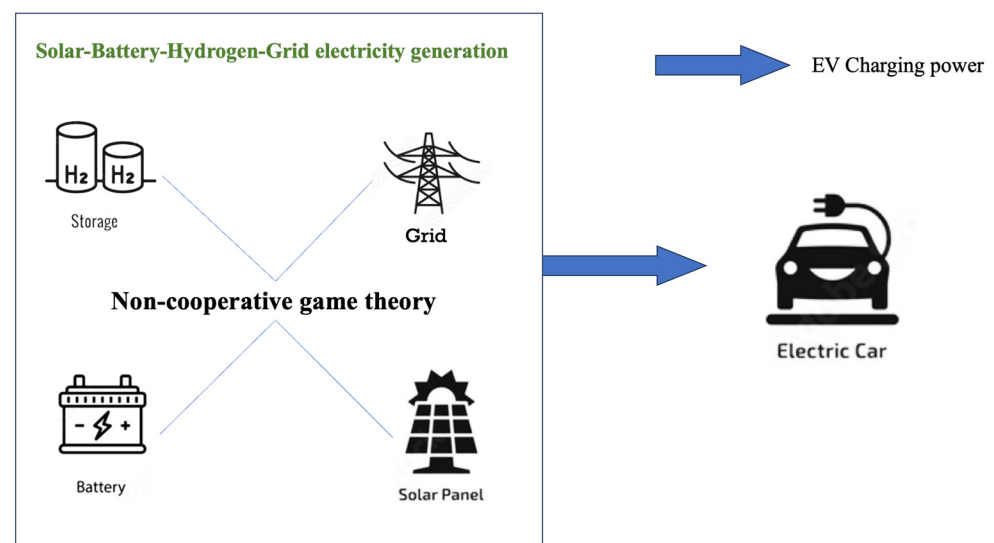 Solar-Battery-Hydrogen-Grid electricity generation
EV Charging power
H2 H2
Storage
Grid
Non-cooperative game theory
Electric Car
- +
Battery
Solar Panel